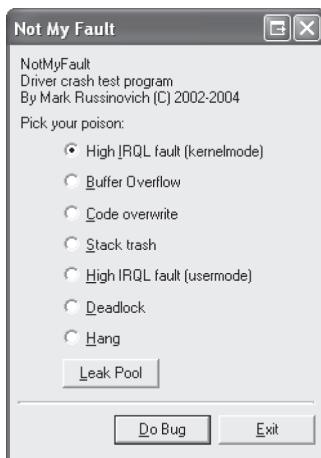 Not My Fault
NotMyFault
Driver crash test program
By Mark Russinovich (C) 2002-2004
Pick your poison:
High IRQL fault (kernelmode)
Buffer Overflow
Code overwrite
Stack trash
High IRQL fault (usermode)
Deadlock
Hang
Leak Pool
Do Bug
Exit